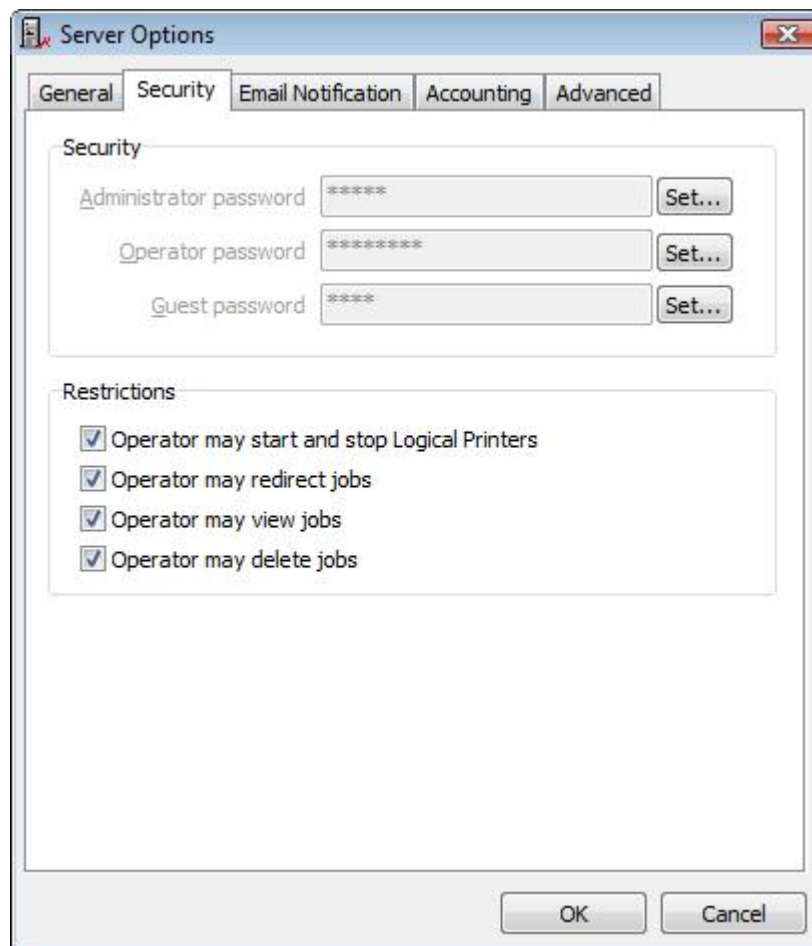 Server Options
General Security Email Notification Accounting Advanced
Security
Administrator password ***** Set...
Operator password ******** Set...
Guest password **** Set...
Restrictions
Operator may start and stop Logical Printers
Operator may redirect jobs
Operator may view jobs
Operator may delete jobs
OK Cancel